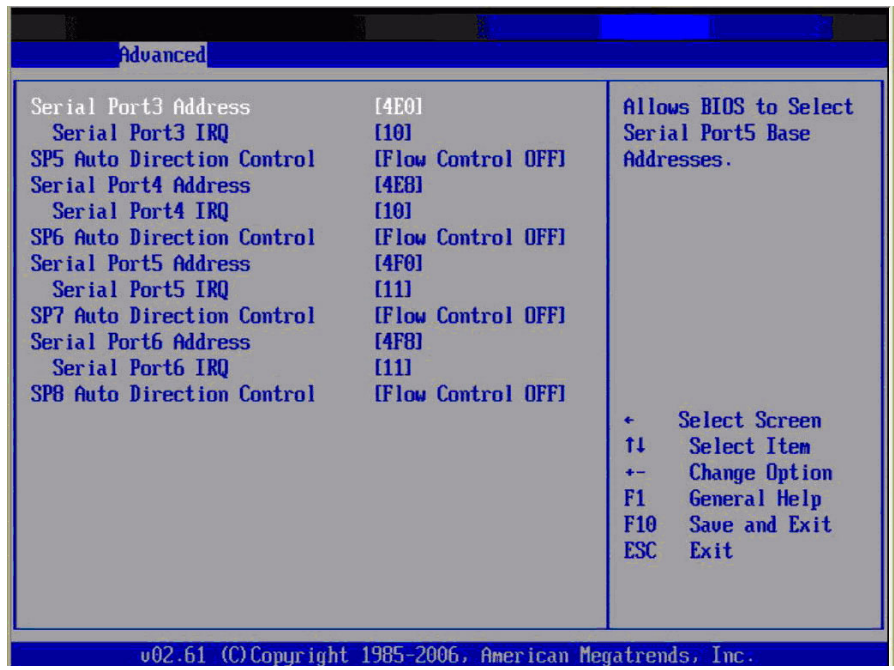 Advanced
Serial Port3 Address [4E0]
Serial Port3 IRQ [10]
SP5 Auto Direction Control [Flow Control OFF]
Serial Port4 Address [4E8]
Serial Port4 IRQ [10]
SP6 Auto Direction Control [Flow Control OFF]
Serial Port5 Address [4F0]
Serial Port5 IRQ [11]
SP7 Auto Direction Control [Flow Control OFF]
Serial Port6 Address [4F8]
Serial Port6 IRQ [11]
SP8 Auto Direction Control [Flow Control OFF]
Allows BIOS to Select
Serial Port5 Base
Addresses.
← Select Screen
↑↓ Select Item
+- Change Option
F1 General Help
F10 Save and Exit
ESC Exit
v02.61 (C)Copyright 1985-2006, American Megatrends, Inc.